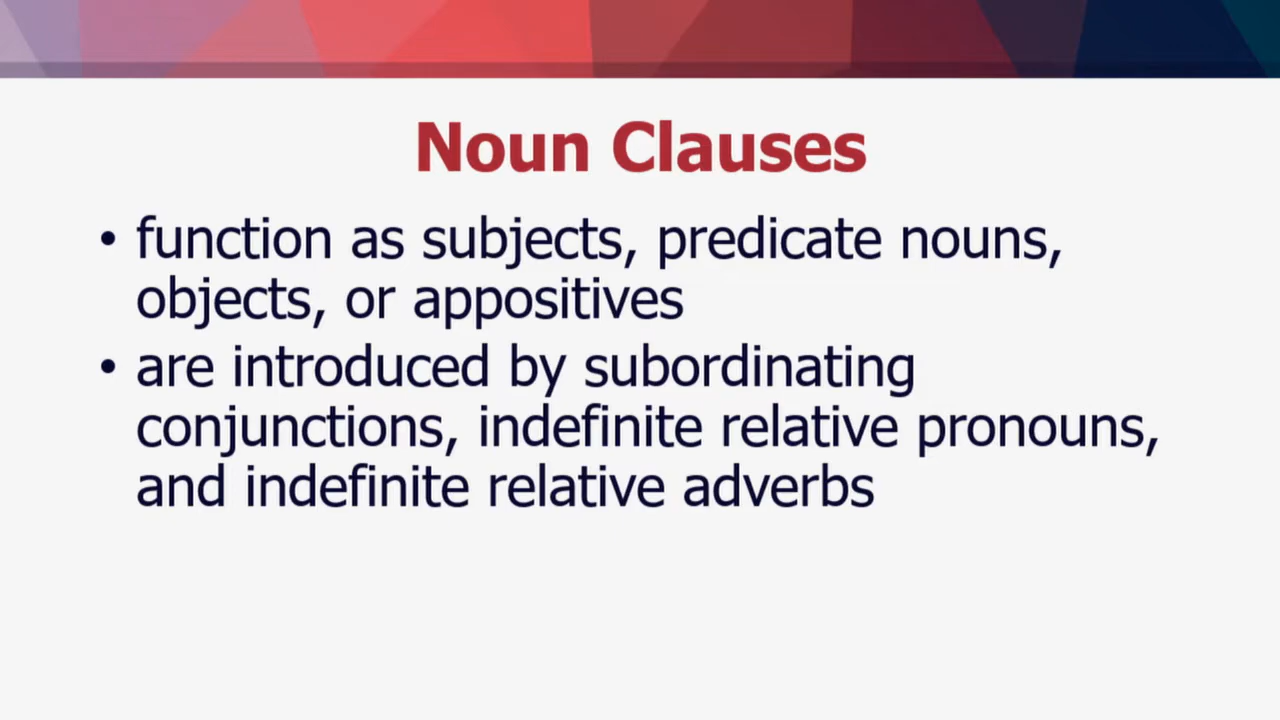 Noun Clauses
• function as subjects, predicate nouns,
objects, or appositives
• are introduced by subordinating
conjunctions, indefinite relative pronouns,
and indefinite relative adverbs